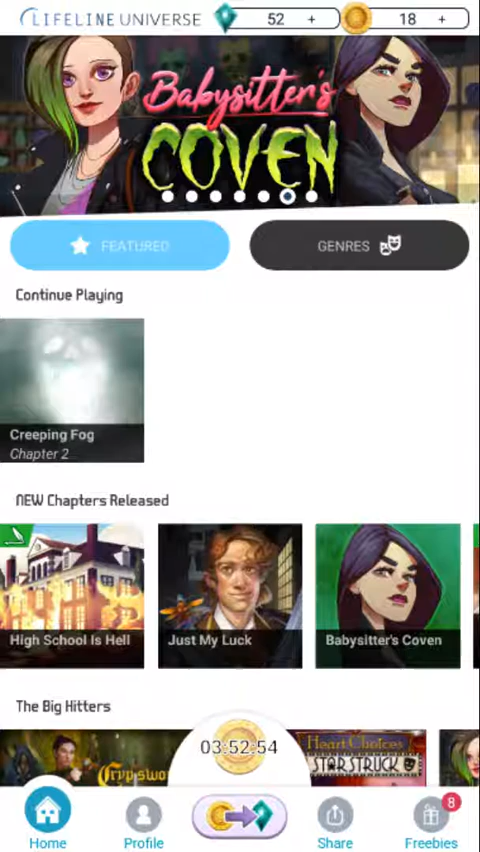 LIFELINE UNIVERSE 52 + 18 +
Babysitter's
COVEN
FEATURED GENRES
Continue Playing
Creeping Fog
Chapter 2
NEW Chapters Released
High School Is Hell Just My Luck Babysitter's Coven
The Big Hitters
03:52:54
Heart Choices
STAR STRUCK
8
Home Profile Share Freebies